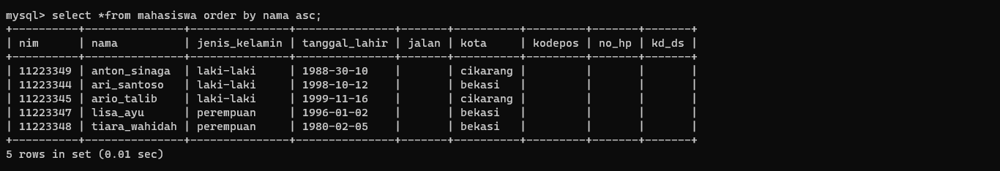 mysql> select *from mahasiswa order by nama asc;
+----------+---------------+---------------+---------------+-------+----------+---------+-------+-------+
| nim      | nama          | jenis_kelamin | tanggal_lahir | jalan | kota     | kodepos | no_hp | kd_ds |
+----------+---------------+---------------+---------------+-------+----------+---------+-------+-------+
| 11223349 | anton_sinaga  | laki-laki     | 1988-30-10    |       | cikarang |         |       |       |
| 11223344 | ari_santoso   | laki-laki     | 1998-10-12    |       | bekasi   |         |       |       |
| 11223345 | ario_talib    | laki-laki     | 1999-11-16    |       | cikarang |         |       |       |
| 11223347 | lisa_ayu      | perempuan     | 1996-01-02    |       | bekasi   |         |       |       |
| 11223348 | tiara_wahidah | perempuan     | 1980-02-05    |       | bekasi   |         |       |       |
+----------+---------------+---------------+---------------+-------+----------+---------+-------+-------+
5 rows in set (0.01 sec)